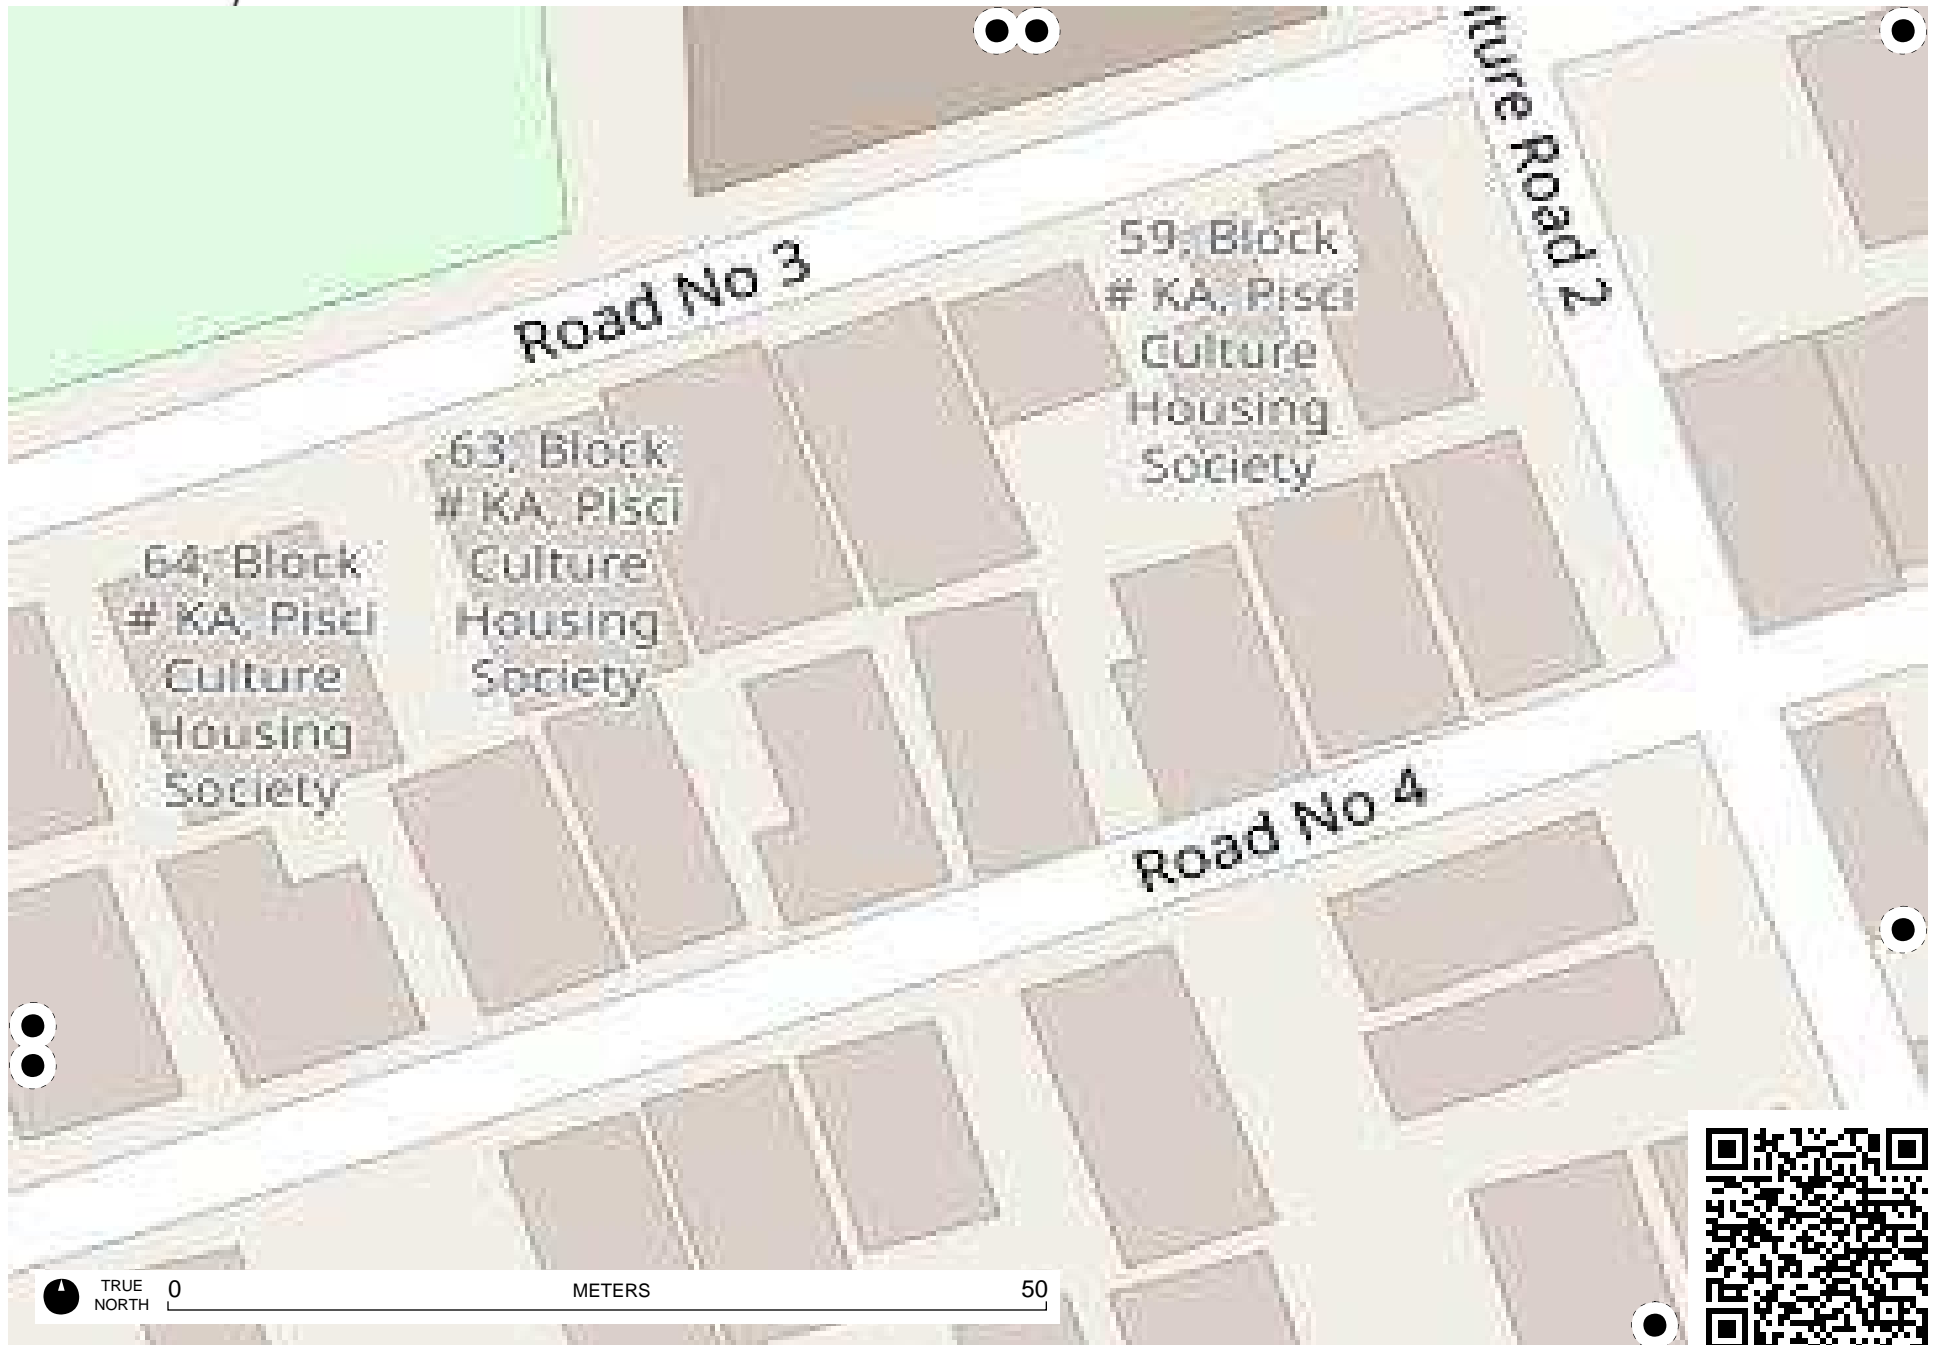 ture Road 2
Road No 3
59, Block
# KA, Pisci
Culture
Housing
Society
63, Block
# KA, Pisci
Culture
Housing
Society
64, Block
# KA, Pisci
Culture
Housing
Society
Road No 4
TRUE
NORTH
0 METERS 50